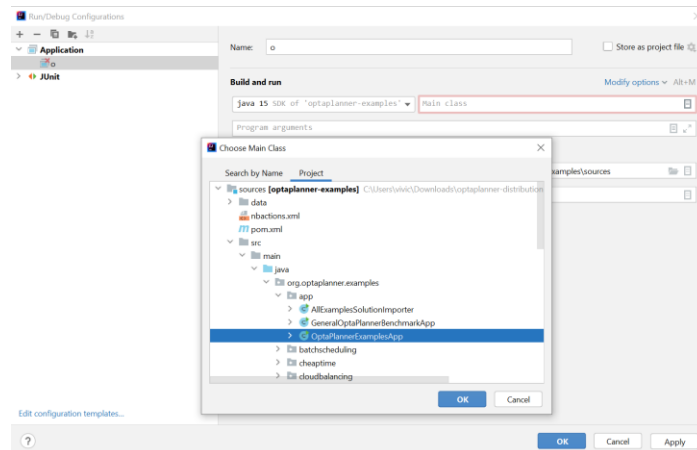 Run/Debug Configurations
Application
o
JUnit
Name: o
Store as project file
Build and run
Modify options Alt+M
java 15 SDK of 'optaplanner-examples' Main class
Program arguments
Choose Main Class
Search by Name Project
xamples\sources
sources [optaplanner-examples] C:\Users\vivic\Downloads\optaplanner-distribution
data
nbactions.xml
pom.xml
src
main
java
org.optaplanner.examples
app
AllExamplesSolutionImporter
GeneralOptaPlannerBenchmarkApp
OptaPlannerExamplesApp
batchscheduling
cheaptime
cloudbalancing
OK Cancel
Edit configuration templates...
? OK Cancel Apply